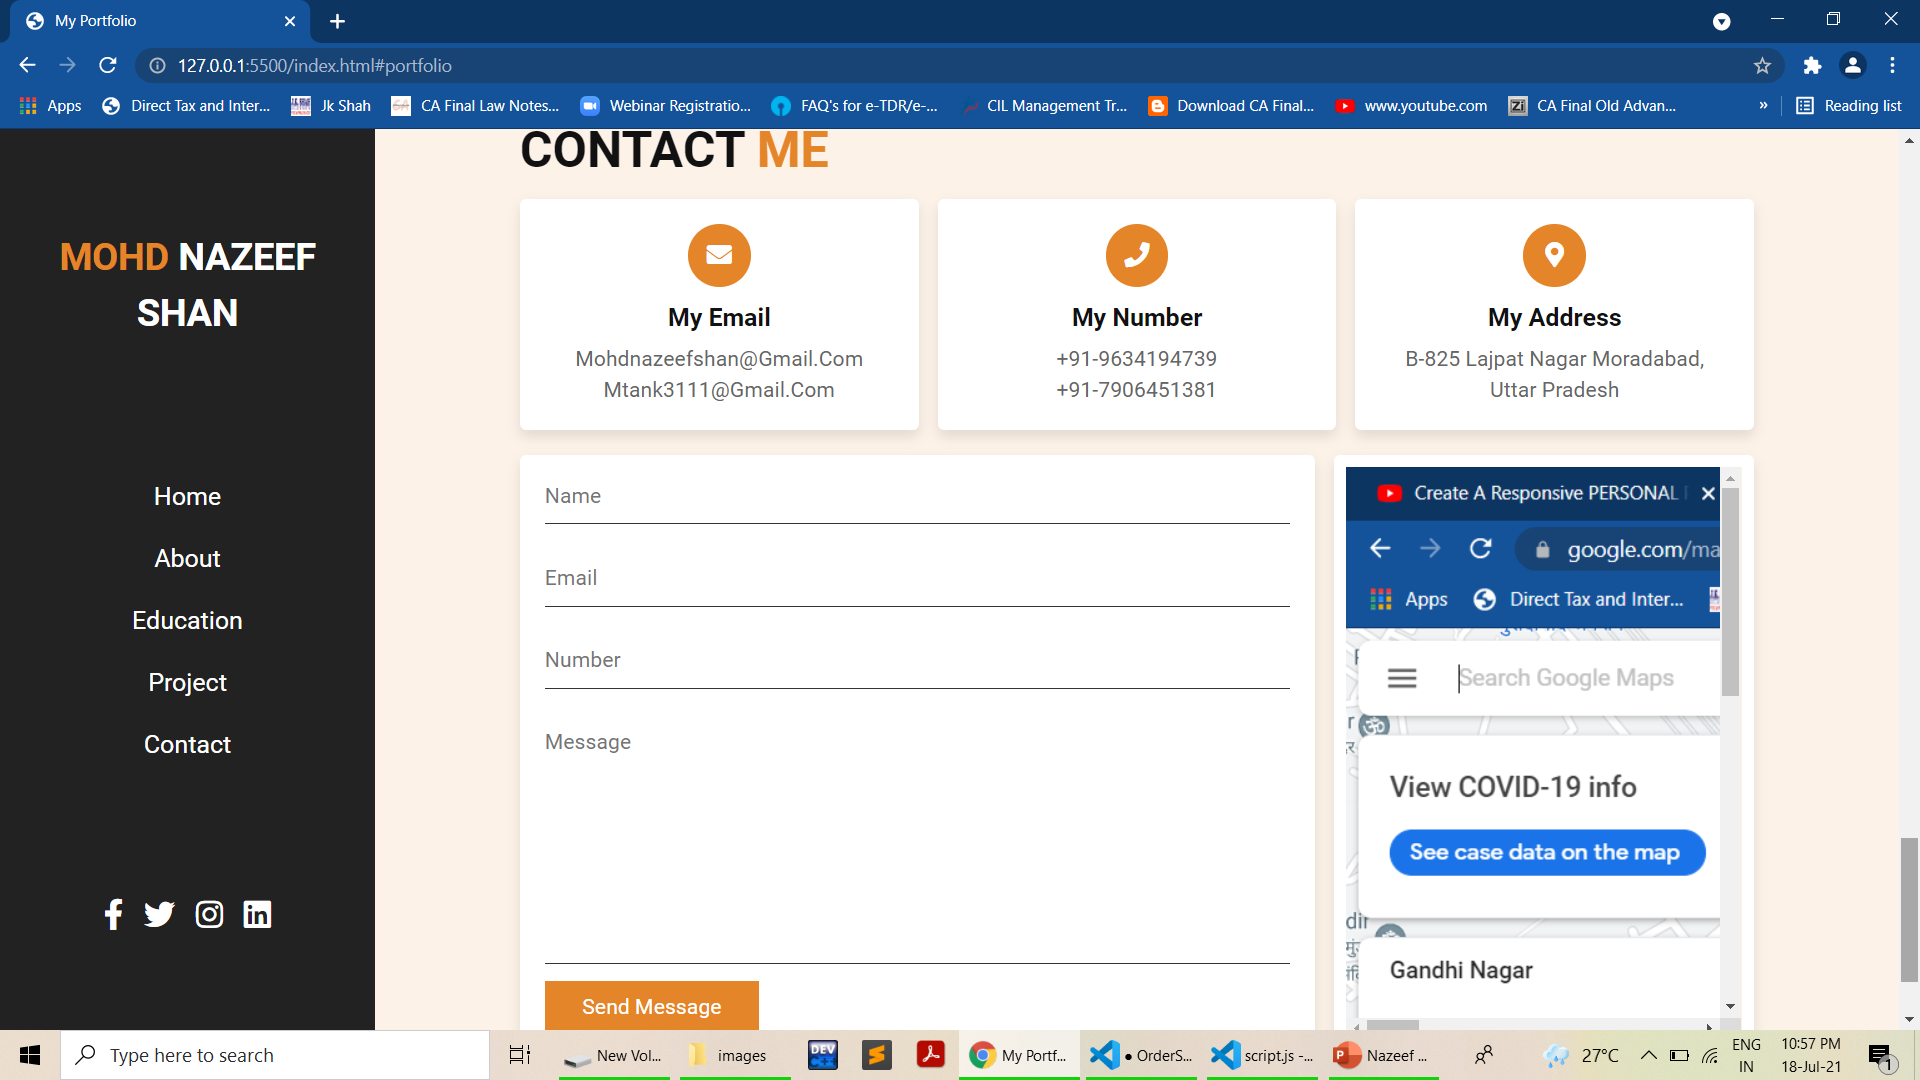 My Portfolio
127.0.0.1:5500/index.html#portfolio
Apps
Direct Tax and Inter...
Jk Shah
CA Final Law Notes...
Webinar Registratio...
FAQ's for e-TDR/e-...
CIL Management Tr...
Download CA Final...
www.youtube.com
CA Final Old Advan...
»
Reading list
MOHD NAZEEF
SHAN
Home
About
Education
Project
Contact
CONTACT ME
My Email
Mohdnazeefshan@Gmail.Com
Mtank3111@Gmail.Com
My Number
+91-9634194739
+91-7906451381
My Address
B-825 Lajpat Nagar Moradabad,
Uttar Pradesh
Name
Email
Number
Message
Send Message
Create A Responsive PERSONAL
google.com/ma
Apps
Direct Tax and Inter...
Search Google Maps
View COVID-19 info
See case data on the map
Gandhi Nagar
Type here to search
New Vol...
images
DEV
My Portf...
● OrderS...
script.js -...
Nazeef ...
27°C
ENG
IN
10:57 PM
18-Jul-21
1